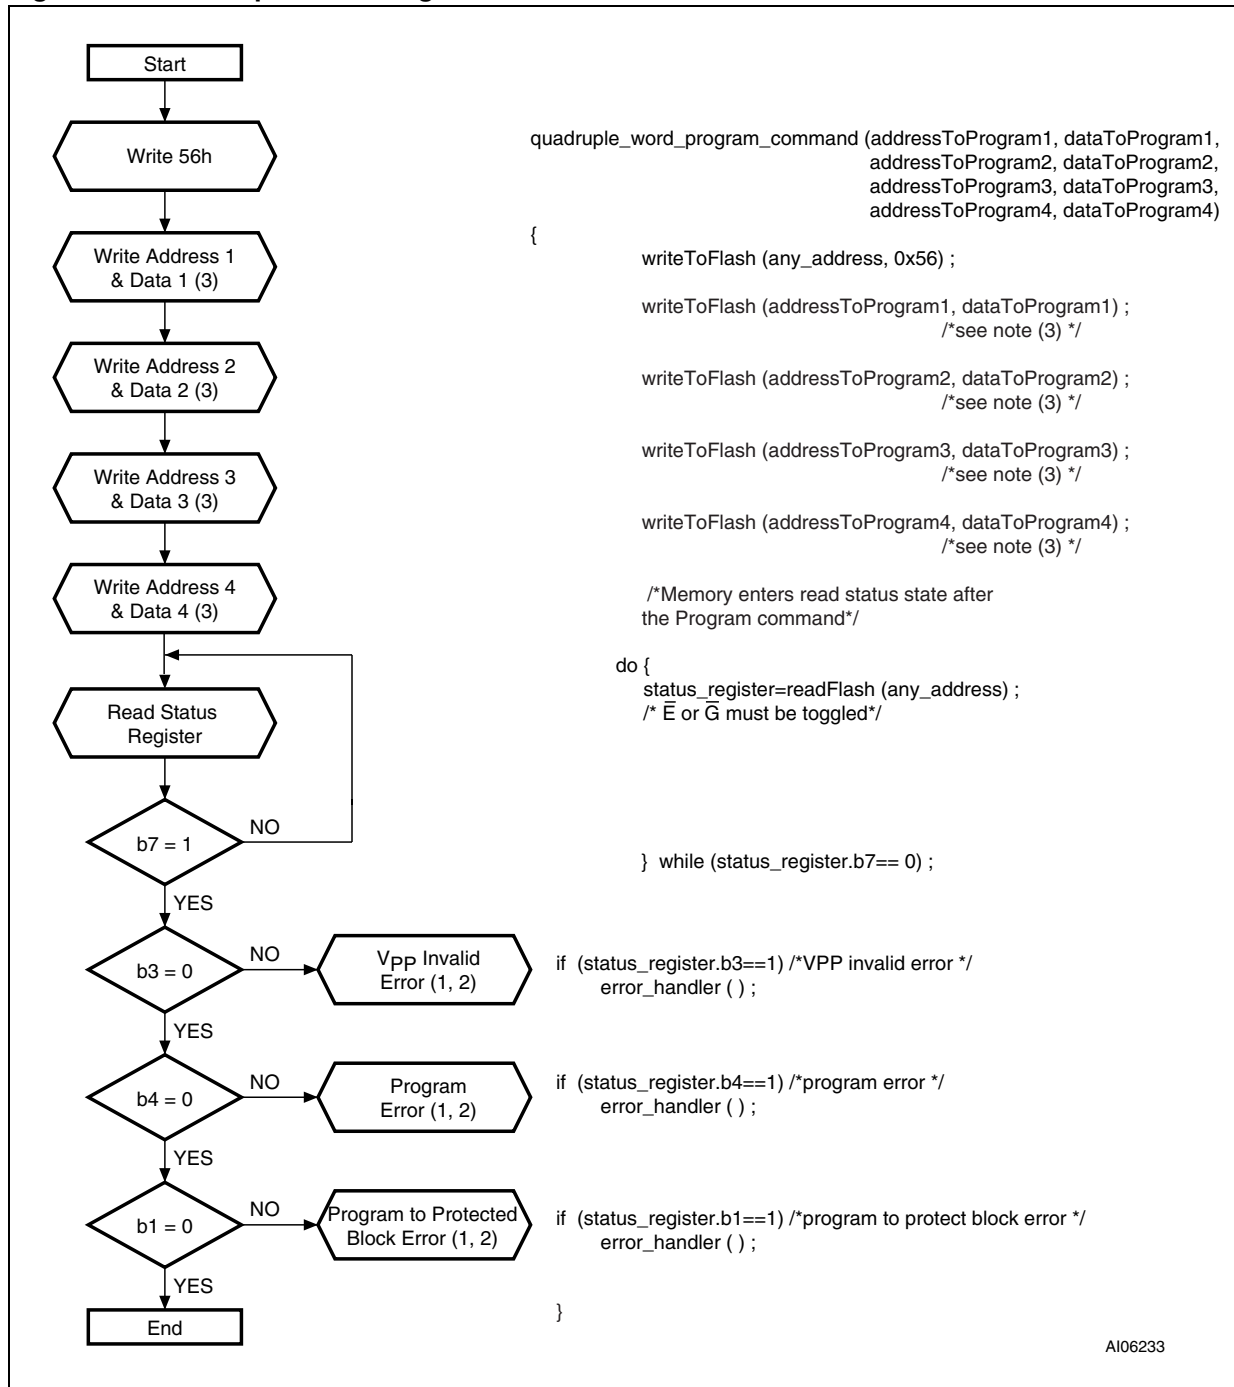 Start
Write 56h
Write Address 1
& Data 1 (3)
Write Address 2
& Data 2 (3)
Write Address 3
& Data 3 (3)
Write Address 4
& Data 4 (3)
Read Status
Register
b7 = 1
NO
YES
b3 = 0
NO
VPP Invalid
Error (1, 2)
YES
b4 = 0
NO
Program
Error (1, 2)
YES
b1 = 0
NO
Program to Protected
Block Error (1, 2)
YES
End
quadruple_word_program_command (addressToProgram1, dataToProgram1,
addressToProgram2, dataToProgram2,
addressToProgram3, dataToProgram3,
addressToProgram4, dataToProgram4)
{
writeToFlash (any_address, 0x56) ;
writeToFlash (addressToProgram1, dataToProgram1) ;
/*see note (3) */
writeToFlash (addressToProgram2, dataToProgram2) ;
/*see note (3) */
writeToFlash (addressToProgram3, dataToProgram3) ;
/*see note (3) */
writeToFlash (addressToProgram4, dataToProgram4) ;
/*see note (3) */
/*Memory enters read status state after
the Program command*/
do {
status_register=readFlash (any_address) ;
/* E̅ or G̅ must be toggled*/
} while (status_register.b7== 0) ;
if (status_register.b3==1) /*VPP invalid error */
error_handler ( ) ;
if (status_register.b4==1) /*program error */
error_handler ( ) ;
if (status_register.b1==1) /*program to protect block error */
error_handler ( ) ;
}
AI06233